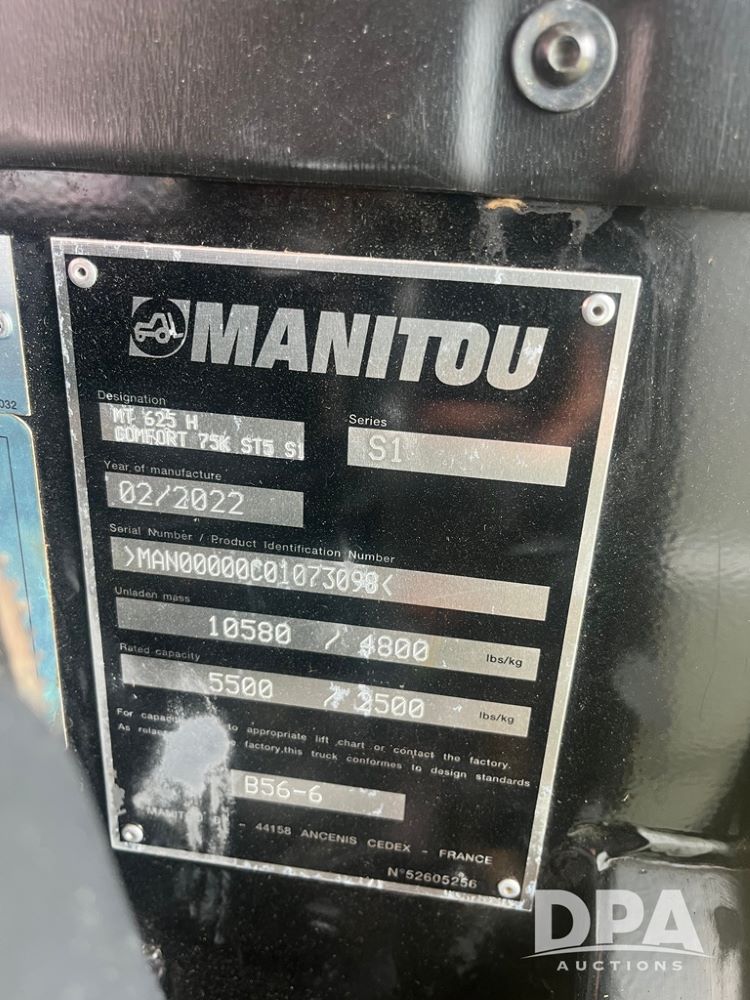 032
MANITOU
Designation
MT 625 H
COMFORT 75K ST5 S1
Series
S1
Year of manufacture
02/2022
Serial Number / Product Identification Number
>MAN00000C01073098<
Unladen mass
10580 / 4800 lbs/kg
Rated capacity
5500 / 2500 lbs/kg
For to appropriate lift chart or contact the factory.
As factory,this truck conformes to design standards
B56-6
- 44158 ANCENIS CEDEX - FRANCE
N°52605256
DPA
AUCTIONS